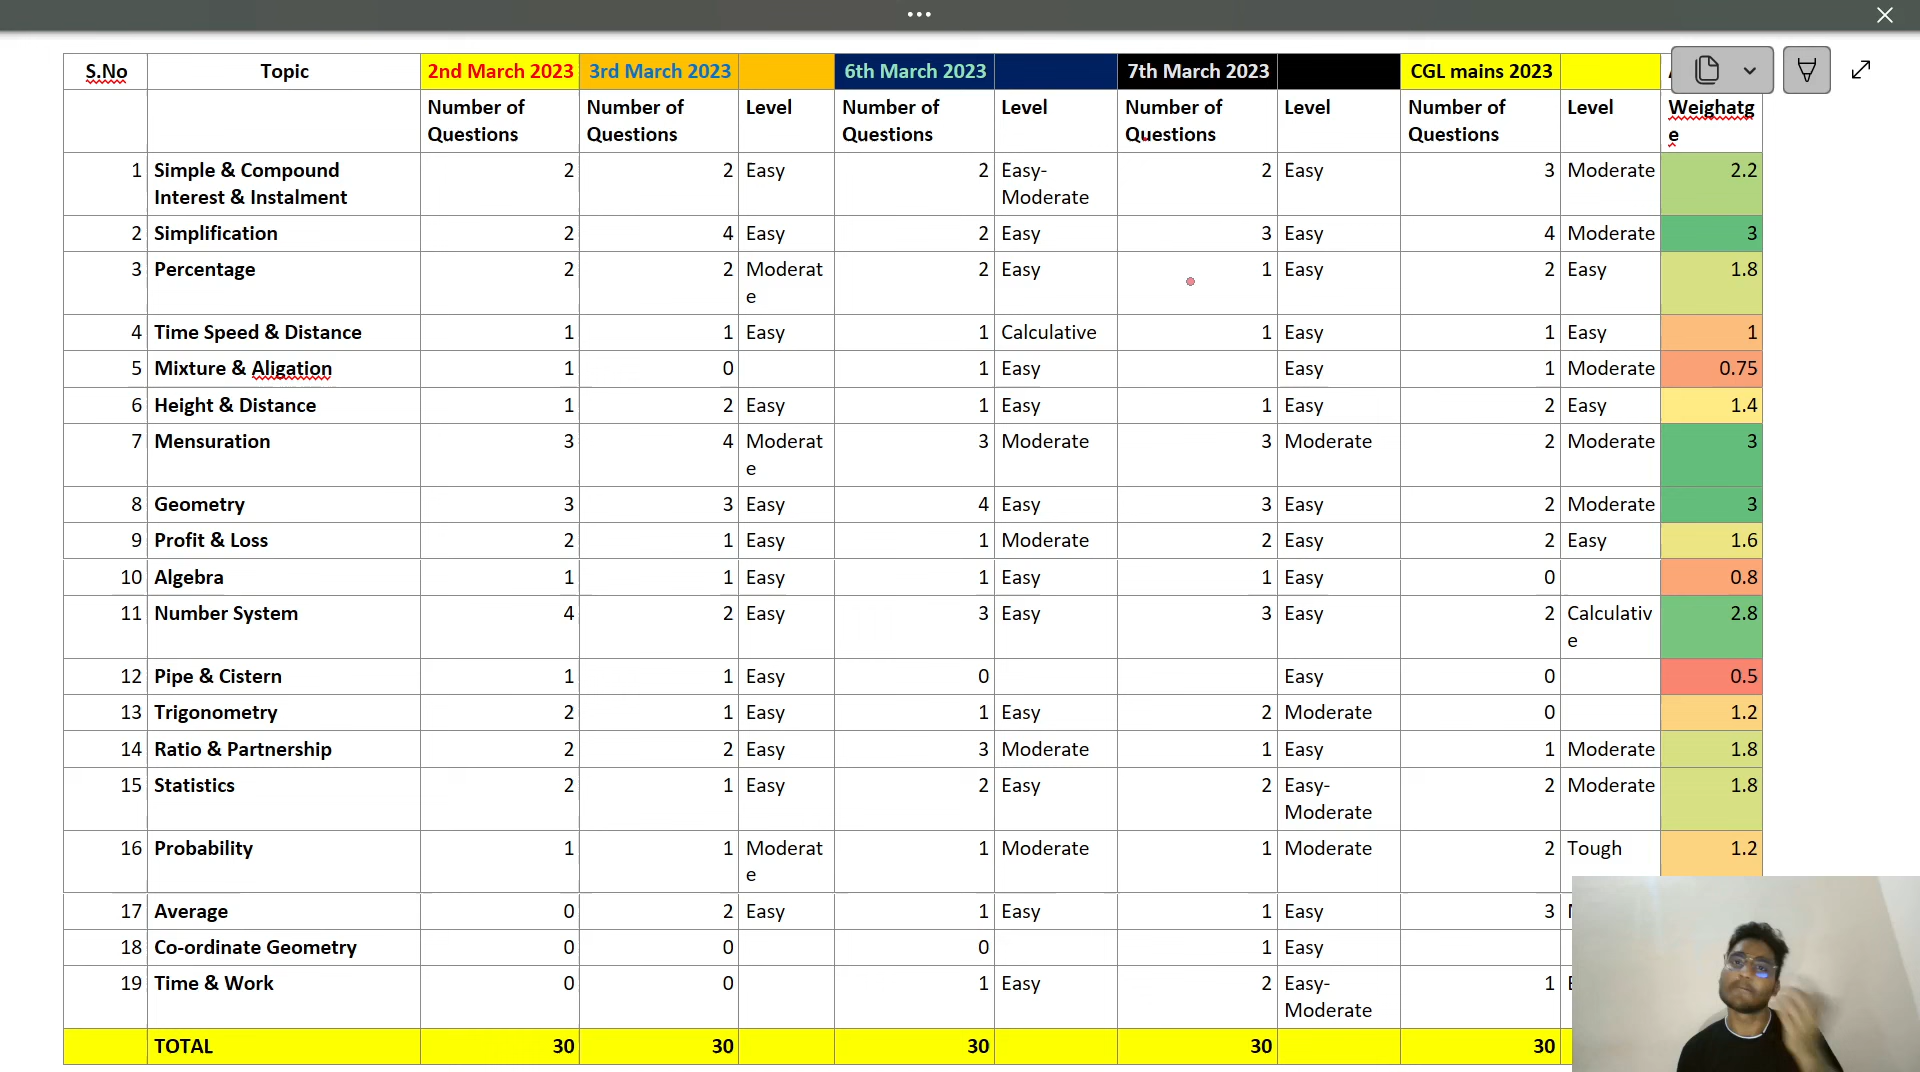 S.No Topic 2nd March 2023 3rd March 2023 6th March 2023 7th March 2023 CGL mains 2023
Number of Questions Number of Questions Level Number of Questions Level Number of Questions Level Number of Questions Level Weighatge
1 Simple & Compound Interest & Instalment 2 2 Easy 2 Easy-Moderate 2 Easy 3 Moderate 2.2
2 Simplification 2 4 Easy 2 Easy 3 Easy 4 Moderate 3
3 Percentage 2 2 Moderate 2 Easy 1 Easy 2 Easy 1.8
4 Time Speed & Distance 1 1 Easy 1 Calculative 1 Easy 1 Easy 1
5 Mixture & Aligation 1 0 1 Easy Easy 1 Moderate 0.75
6 Height & Distance 1 2 Easy 1 Easy 1 Easy 2 Easy 1.4
7 Mensuration 3 4 Moderate 3 Moderate 3 Moderate 2 Moderate 3
8 Geometry 3 3 Easy 4 Easy 3 Easy 2 Moderate 3
9 Profit & Loss 2 1 Easy 1 Moderate 2 Easy 2 Easy 1.6
10 Algebra 1 1 Easy 1 Easy 1 Easy 0 0.8
11 Number System 4 2 Easy 3 Easy 3 Easy 2 Calculative 2.8
12 Pipe & Cistern 1 1 Easy 0 Easy 0 0.5
13 Trigonometry 2 1 Easy 1 Easy 2 Moderate 0 1.2
14 Ratio & Partnership 2 2 Easy 3 Moderate 1 Easy 1 Moderate 1.8
15 Statistics 2 1 Easy 2 Easy 2 Easy-Moderate 2 Moderate 1.8
16 Probability 1 1 Moderate 1 Moderate 1 Moderate 2 Tough 1.2
17 Average 0 2 Easy 1 Easy 1 Easy 3
18 Co-ordinate Geometry 0 0 0 1 Easy
19 Time & Work 0 0 1 Easy 2 Easy-Moderate 1
TOTAL 30 30 30 30 30